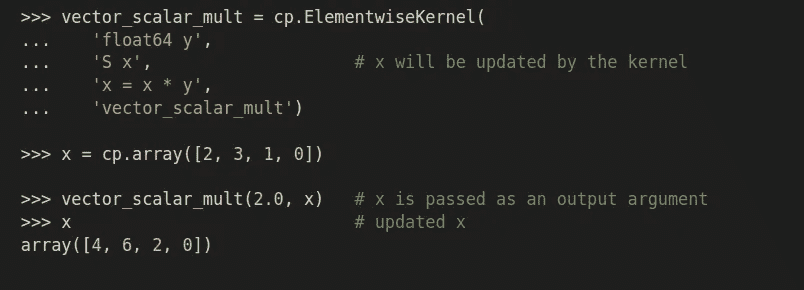 >>> vector_scalar_mult = cp.ElementwiseKernel(
...    'float64 y',
...    'S x',                    # x will be updated by the kernel
...    'x = x * y',
...    'vector_scalar_mult')
>>> x = cp.array([2, 3, 1, 0])
>>> vector_scalar_mult(2.0, x)   # x is passed as an output argument
>>> x                            # updated x
array([4, 6, 2, 0])